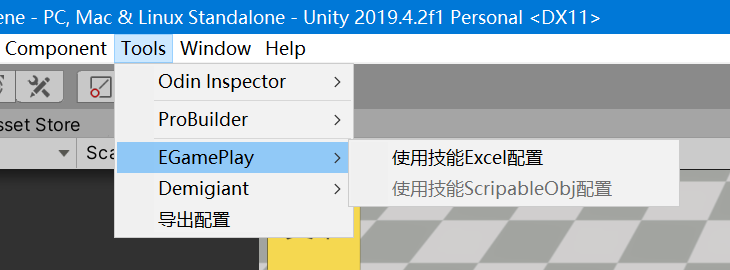 ene - PC, Mac & Linux Standalone - Unity 2019.4.2f1 Personal <DX11>
Component Tools Window Help
Odin Inspector
sset Store
ProBuilder
Sca
EGamePlay
使用技能Excel配置
Demigiant
使用技能ScripableObj配置
导出配置